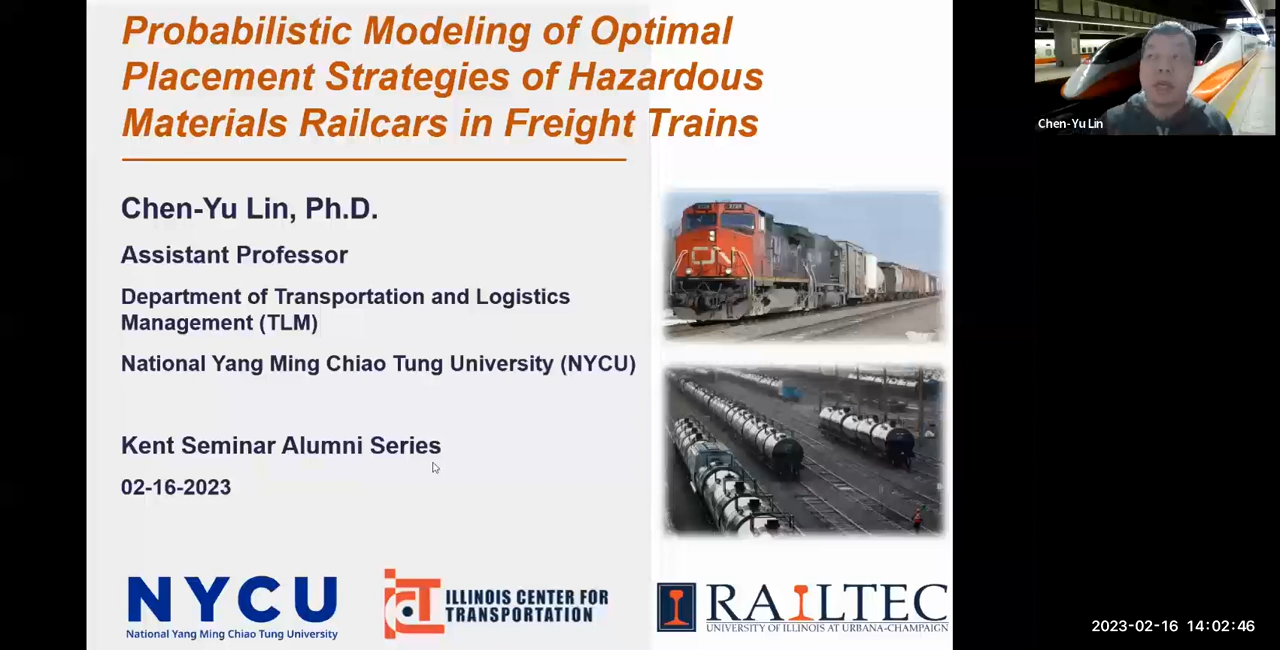 Probabilistic Modeling of Optimal
Placement Strategies of Hazardous
Materials Railcars in Freight Trains
Chen-Yu Lin, Ph.D.
Assistant Professor
Department of Transportation and Logistics
Management (TLM)
National Yang Ming Chiao Tung University (NYCU)
Kent Seminar Alumni Series
02-16-2023
NYCU
National Yang Ming Chiao Tung University
ICT
ILLINOIS CENTER FOR
TRANSPORTATION
RAILTEC
UNIVERSITY OF ILLINOIS AT URBANA-CHAMPAIGN
CN
Chen-Yu Lin
2023-02-16 14:02:46